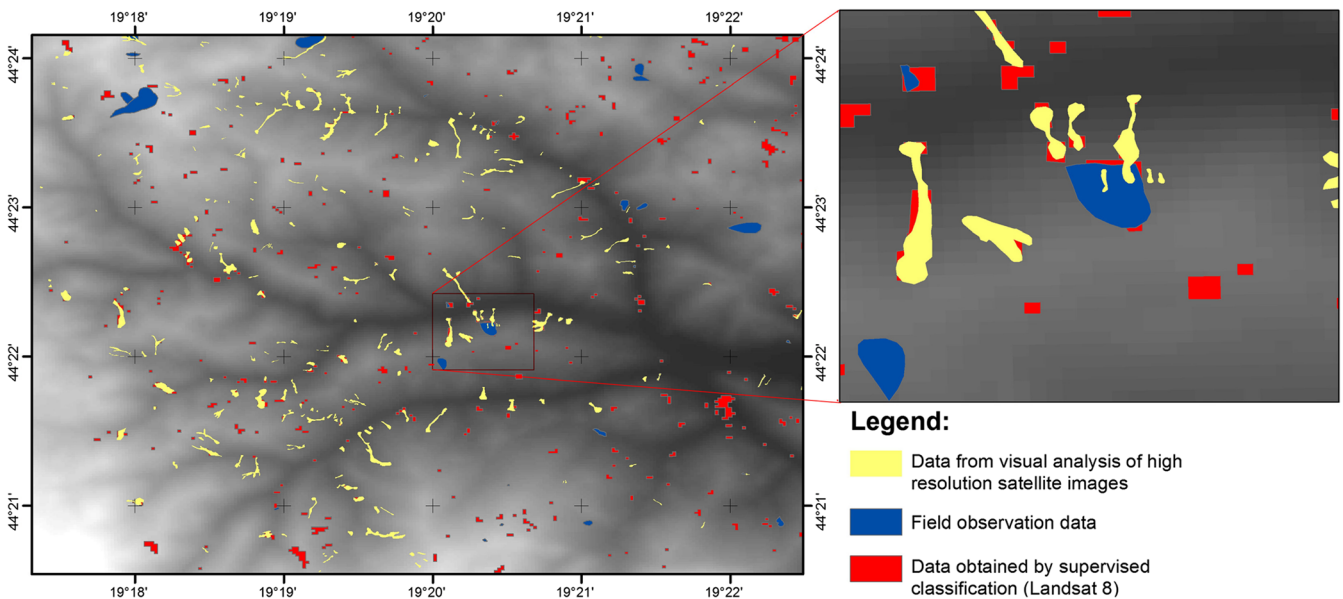 19°18' 19°19' 19°20' 19°21' 19°22'
44°24' 44°24'
44°23' 44°23'
44°22' 44°22'
44°21' 44°21'
19°18' 19°19' 19°20' 19°21' 19°22'
Legend:
Data from visual analysis of high
resolution satellite images
Field observation data
Data obtained by supervised
classification (Landsat 8)